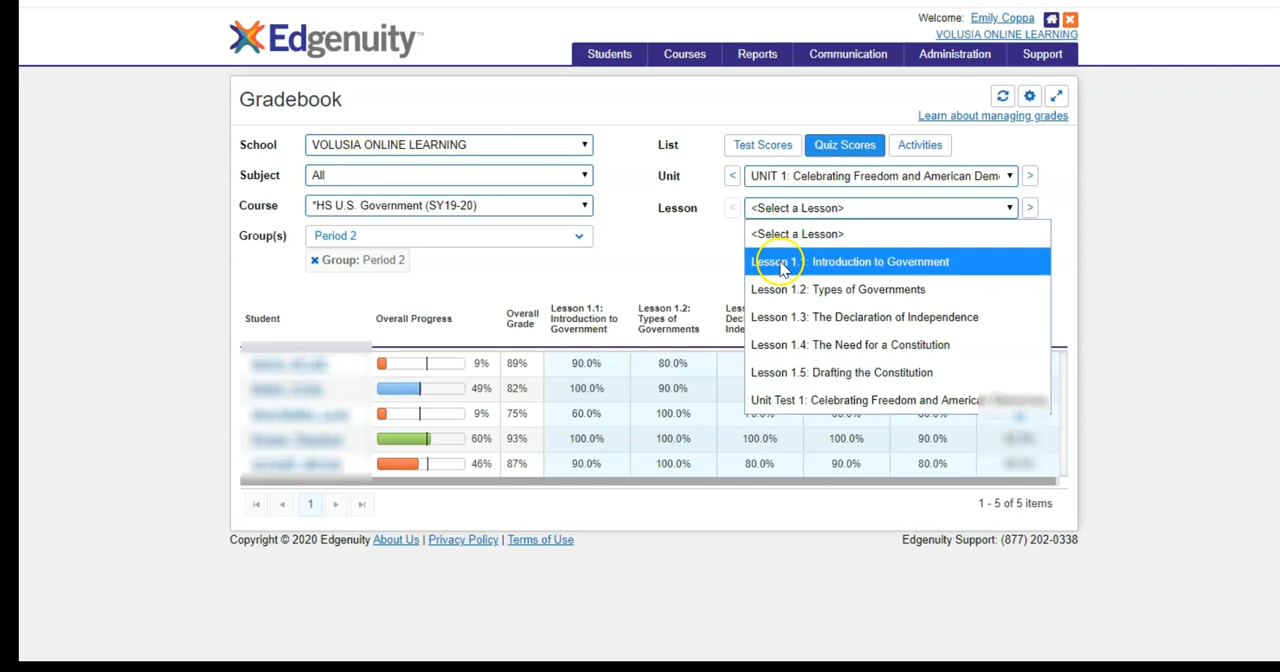 Edgenuity™
Welcome: Emily Coppa
VOLUSIA ONLINE LEARNING
Students Courses Reports Communication Administration Support
Gradebook
Learn about managing grades
School VOLUSIA ONLINE LEARNING List Test Scores Quiz Scores Activities
Subject All Unit < UNIT 1: Celebrating Freedom and American Dem >
Course *HS U.S. Government (SY19-20) Lesson < <Select a Lesson> >
Group(s) Period 2
<Select a Lesson>
Group: Period 2
Lesson 1.1: Introduction to Government
Lesson 1.2: Types of Governments
Lesson 1.3: The Declaration of Independence
Lesson 1.4: The Need for a Constitution
Lesson 1.5: Drafting the Constitution
Unit Test 1: Celebrating Freedom and America
Student Overall Progress Overall Grade Lesson 1.1: Introduction to Government Lesson 1.2: Types of Governments
9% 89% 90.0% 80.0%
49% 82% 100.0% 90.0%
9% 75% 60.0% 100.0%
60% 93% 100.0% 100.0% 100.0% 100.0% 90.0%
46% 87% 90.0% 100.0% 80.0% 90.0% 80.0%
1
1 - 5 of 5 items
Copyright © 2020 Edgenuity About Us | Privacy Policy | Terms of Use
Edgenuity Support: (877) 202-0338